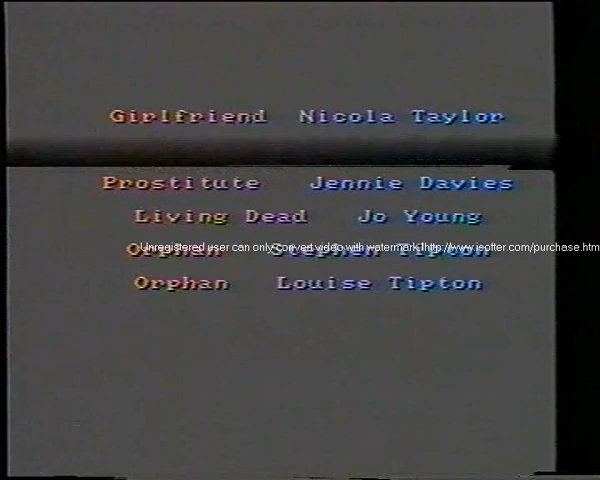 Girlfriend Nicola Taylor
Prostitute Jennie Davies
Living Dead Jo Young
Orphan Stephen Tipton
Unregistered user can only convert video with watermark! http://www.isofter.com/purchase.htm
Orphan Louise Tipton